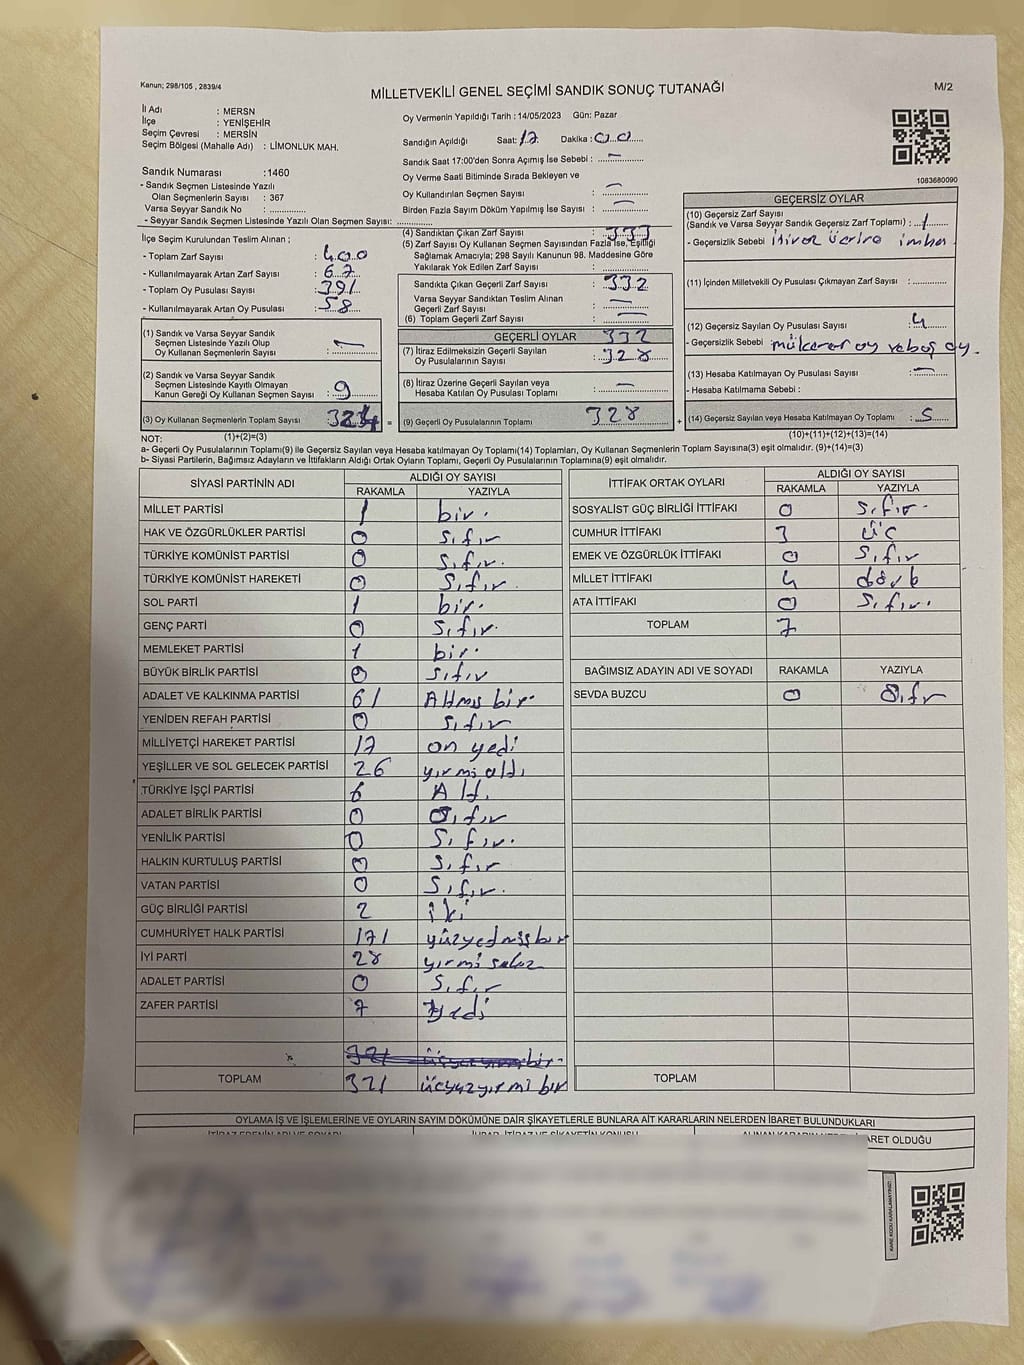 Kanun; 298/105 , 2839/4
MİLLETVEKİLİ GENEL SEÇİMİ SANDIK SONUÇ TUTANAĞI
M/2
İl Adı : MERSN
İlçe : YENİŞEHİR
Seçim Çevresi : MERSİN
Seçim Bölgesi (Mahalle Adı) : LİMONLUK MAH.
Sandık Numarası :1460
- Sandık Seçmen Listesinde Yazılı
Olan Seçmenlerin Sayısı : 367
Varsa Seyyar Sandık No : ..............
- Seyyar Sandık Seçmen Listesinde Yazılı Olan Seçmen Sayısı: ..............
İlçe Seçim Kurulundan Teslim Alınan ;
- Toplam Zarf Sayısı : 400
- Kullanılmayarak Artan Zarf Sayısı : 67
- Toplam Oy Pusulası Sayısı : 391
- Kullanılmayarak Artan Oy Pusulası : 58
(1) Sandık ve Varsa Seyyar Sandık
Seçmen Listesinde Yazılı Olup
Oy Kullanan Seçmenlerin Sayısı : —
(2) Sandık ve Varsa Seyyar Sandık
Seçmen Listesinde Kayıtlı Olmayan
Kanun Gereği Oy Kullanan Seçmen Sayısı : 9
(3) Oy Kullanan Seçmenlerin Toplam Sayısı
Oy Vermenin Yapıldığı Tarih : 14/05/2023 Gün: Pazar
Sandığın Açıldığı Saat: 17 Dakika: 00
Sandık Saat 17:00'den Sonra Açımış İse Sebebi : —
Oy Verme Saati Bitiminde Sırada Bekleyen ve
Oy Kullandırılan Seçmen Sayısı : —
Birden Fazla Sayım Döküm Yapılmış İse Sayısı : —
(4) Sandıktan Çıkan Zarf Sayısı : 333
(5) Zarf Sayısı Oy Kullanan Seçmen Sayısından Fazla İse, Eşitliği
Sağlamak Amacıyla; 298 Sayılı Kanunun 98. Maddesine Göre
Yakılarak Yok Edilen Zarf Sayısı : ..............
Sandıkta Çıkan Geçerli Zarf Sayısı : 332
Varsa Seyyar Sandıktan Teslim Alınan
Geçerli Zarf Sayısı : —
(6) Toplam Geçerli Zarf Sayısı : —
GEÇERLİ OYLAR 332
(7) İtiraz Edilmeksizin Geçerli Sayılan
Oy Pusulalarının Sayısı : 328
(8) İtiraz Üzerine Geçerli Sayılan veya
Hesaba Katılan Oy Pusulası Toplamı : —
= (9) Geçerli Oy Pusulalarının Toplamı : 328 +
1083680090
GEÇERSİZ OYLAR
(10) Geçersiz Zarf Sayısı
(Sandık ve Varsa Seyyar Sandık Geçersiz Zarf Toplamı) : 1
- Geçersizlik Sebebi : itiraz üzerine imha
(11) İçinden Milletvekili Oy Pusulası Çıkmayan Zarf Sayısı : ..............
(12) Geçersiz Sayılan Oy Pusulası Sayısı : 4
- Geçersizlik Sebebi : mükerrer oy veboş oy.
(13) Hesaba Katılmayan Oy Pusulası Sayısı : —
- Hesaba Katılmama Sebebi :
(14) Geçersiz Sayılan veya Hesaba Katılmayan Oy Toplamı : 5
NOT: (1)+(2)=(3)
(10)+(11)+(12)+(13)=(14)
a- Geçerli Oy Pusulalarının Toplamı(9) ile Geçersiz Sayılan veya Hesaba katılmayan Oy Toplamı(14) Toplamları, Oy Kullanan Seçmenlerin Toplam Sayısına(3) eşit olmalıdır. (9)+(14)=(3)
b- Siyasi Partilerin, Bağımsız Adayların ve İttifakların Aldığı Ortak Oyların Toplamı, Geçerli Oy Pusulalarının Toplamına(9) eşit olmalıdır.
SİYASİ PARTİNİN ADI ALDIĞI OY SAYISI
RAKAMLA YAZIYLA
MİLLET PARTİSİ 1 bir.
HAK VE ÖZGÜRLÜKLER PARTİSİ 0 sıfır
TÜRKİYE KOMÜNİST PARTİSİ 0 sıfır.
TÜRKİYE KOMÜNİST HAREKETİ 0 sıfır.
SOL PARTİ 1 bir.
GENÇ PARTİ 0 sıfır.
MEMLEKET PARTİSİ 1 bir.
BÜYÜK BİRLİK PARTİSİ 0 sıfır
ADALET VE KALKINMA PARTİSİ 61 Altmış bir.
YENİDEN REFAH PARTİSİ 0 sıfır
MİLLİYETÇİ HAREKET PARTİSİ 17 on yedi
YEŞİLLER VE SOL GELECEK PARTİSİ 26 yırmi altı
TÜRKİYE İŞÇİ PARTİSİ 6 Altı
ADALET BİRLİK PARTİSİ 0 sıfır
YENİLİK PARTİSİ 0 sıfır.
HALKIN KURTULUŞ PARTİSİ 0 sıfır
VATAN PARTİSİ 0 sıfır.
GÜÇ BİRLİĞİ PARTİSİ 2 iki
CUMHURİYET HALK PARTİSİ 171 yüzyetmişbir
İYİ PARTİ 28 yırmi sekiz
ADALET PARTİSİ 0 sıfır
ZAFER PARTİSİ 7 yedi
321 bir.
TOPLAM 321 üçyüzyırmi bir
İTTİFAK ORTAK OYLARI ALDIĞI OY SAYISI
RAKAMLA YAZIYLA
SOSYALİST GÜÇ BİRLİĞİ İTTİFAKI 0 sıfır.
CUMHUR İTTİFAKI 3 üç
EMEK VE ÖZGÜRLÜK İTTİFAKI 0 sıfır
MİLLET İTTİFAKI 4 dört
ATA İTTİFAKI 0 sıfır.
TOPLAM 7
BAĞIMSIZ ADAYIN ADI VE SOYADI RAKAMLA YAZIYLA
SEVDA BUZCU 0 sıfır
TOPLAM
OYLAMA İŞ VE İŞLEMLERİNE VE OYLARIN SAYIM DÖKÜMÜNE DAİR ŞİKAYETLERLE BUNLARA AİT KARARLARIN NELERDEN İBARET BULUNDUKLARI
İTİRAZ EDENİN ADI VE SOYADI İHBAR, İTİRAZ VE ŞİKAYETİN KONUSU
ARET OLDUĞU